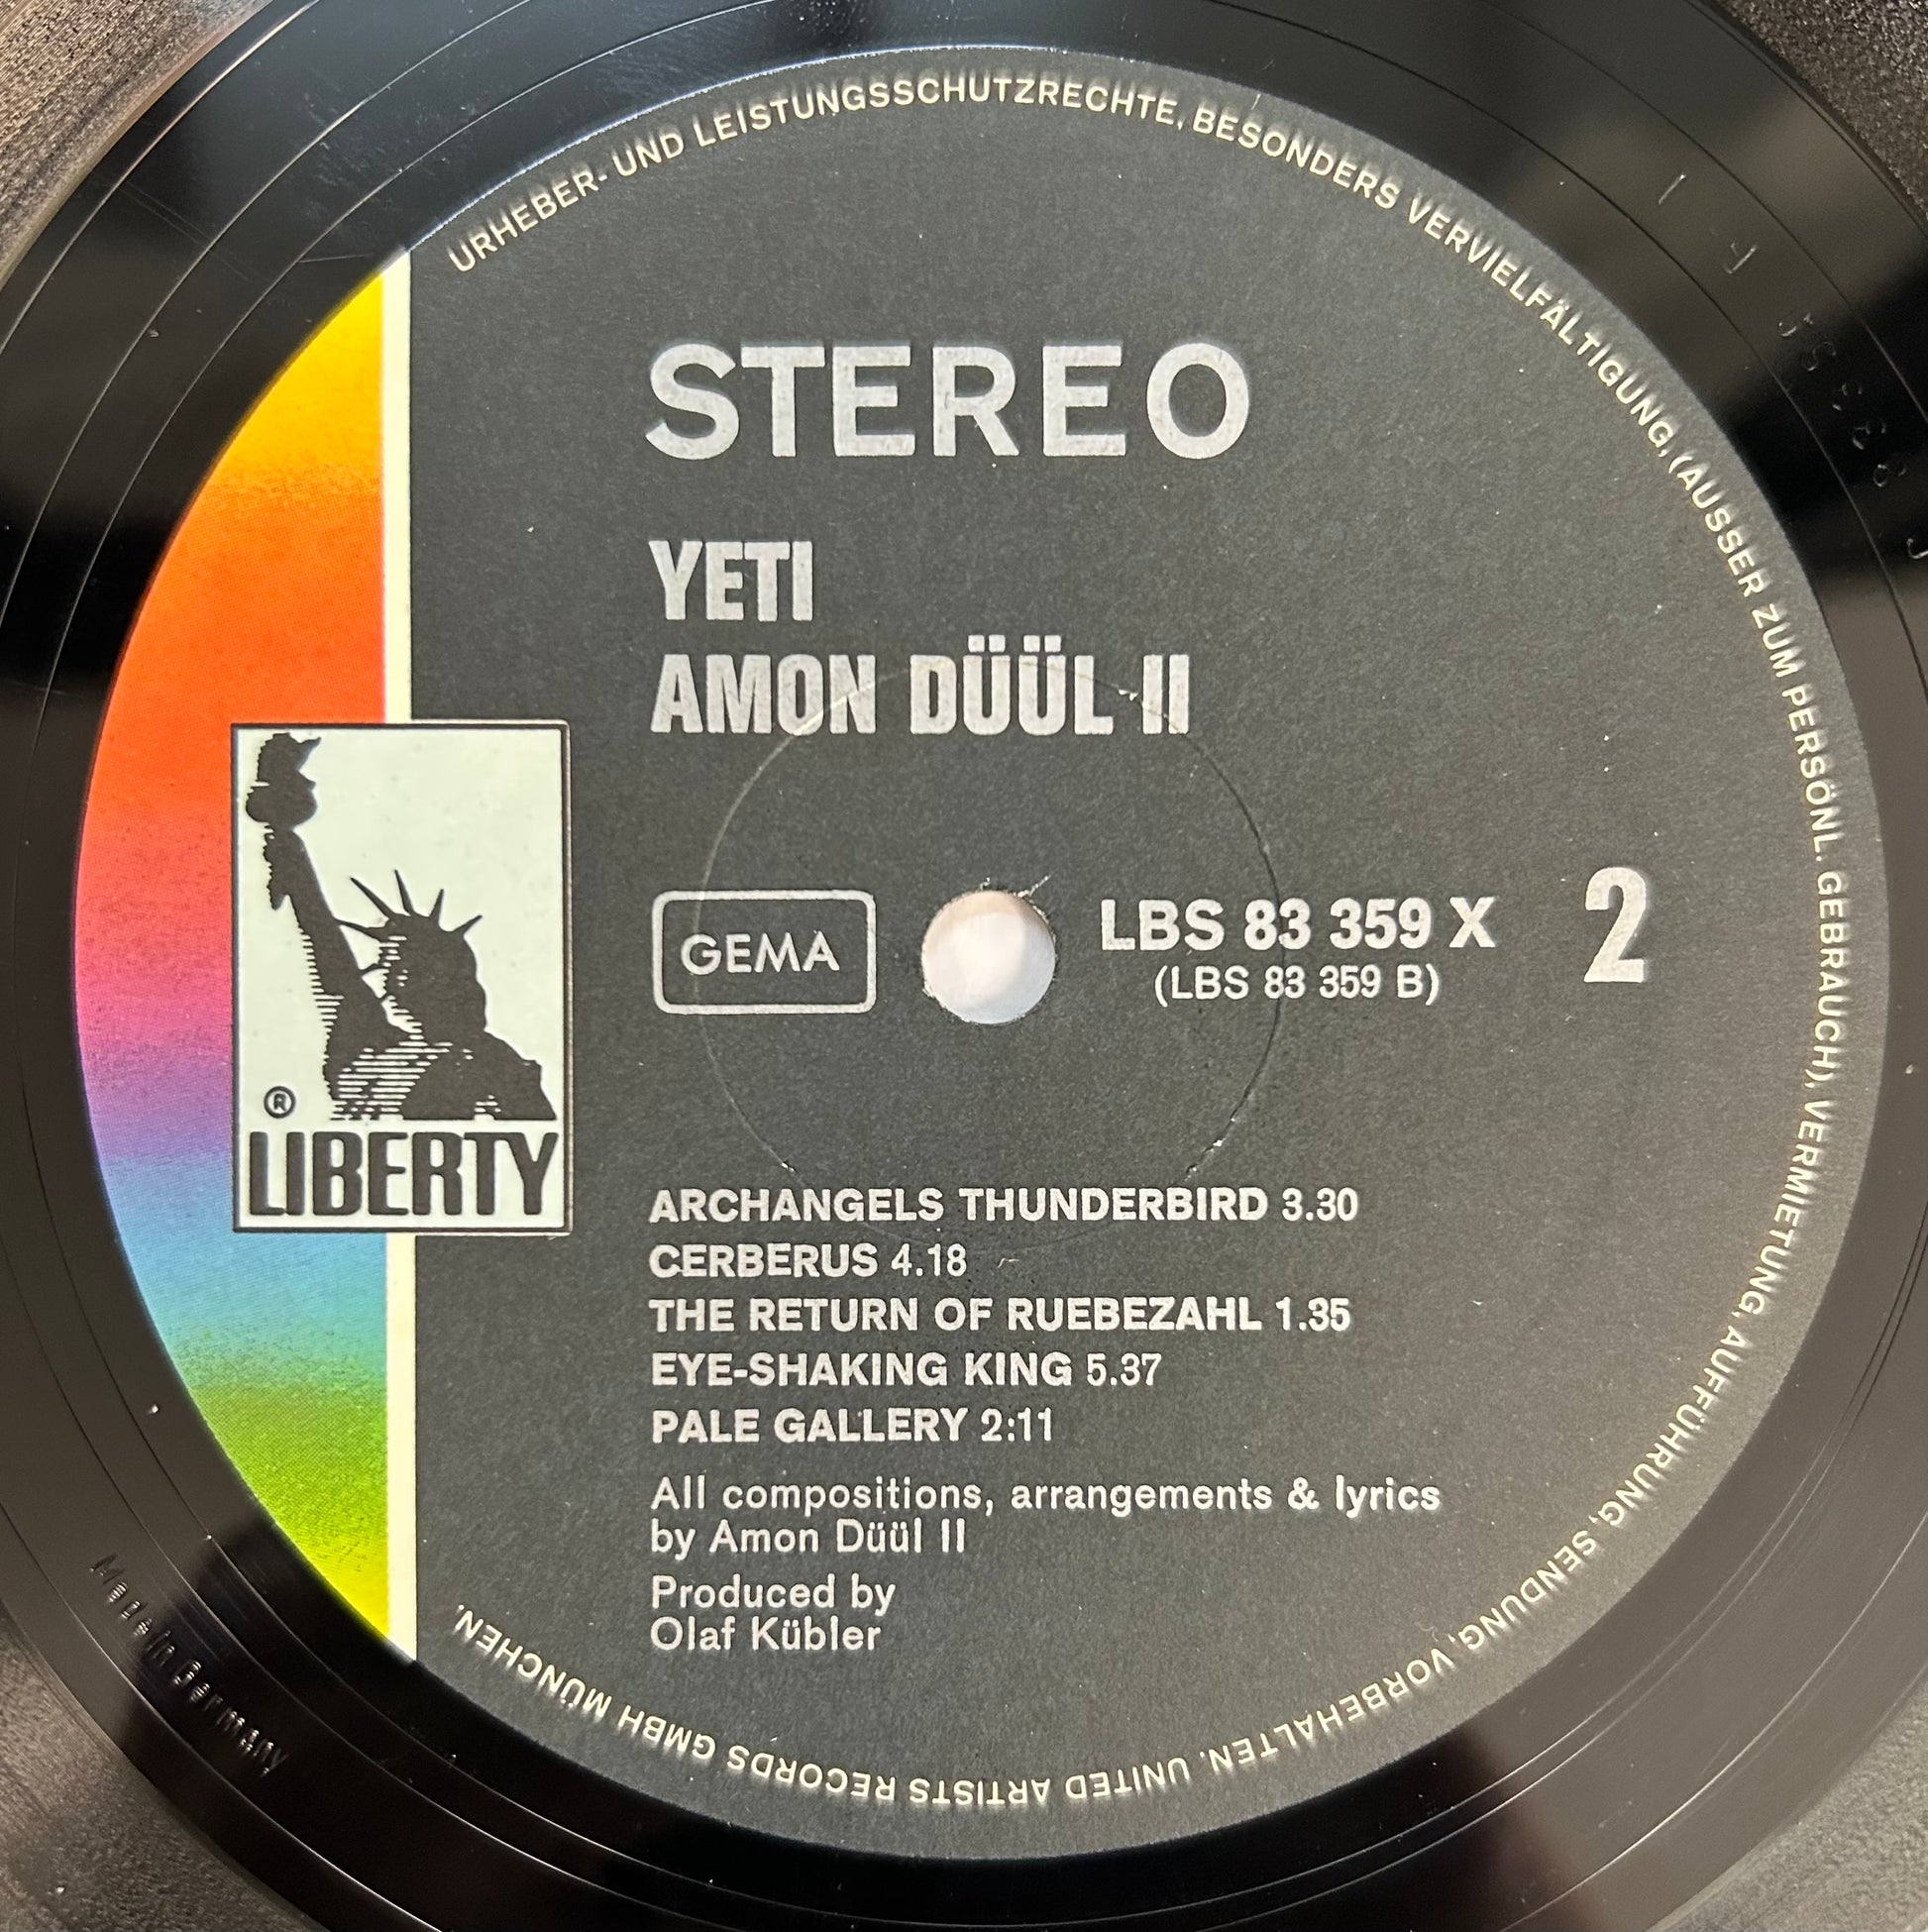 URHEBER- UND LEISTUNGSSCHUTZRECHTE, BESONDERS VERVIELFÄLTIGUNG, (AUSSER ZUM PERSÖNL. GEBRAUCH), VERMIETUNG, AUFFÜHRUNG, SENDUNG, VORBEHALTEN. UNITED ARTISTS RECORDS GMBH MÜNCHEN.
STEREO
YETI
AMON DÜÜL II
GEMA
LBS 83 359 X
(LBS 83 359 B)
2
®
LIBERTY
ARCHANGELS THUNDERBIRD 3.30
CERBERUS 4.18
THE RETURN OF RUEBEZAHL 1.35
EYE-SHAKING KING 5.37
PALE GALLERY 2:11
All compositions, arrangements & lyrics
by Amon Düül II
Produced by
Olaf Kübler
Made in Germany